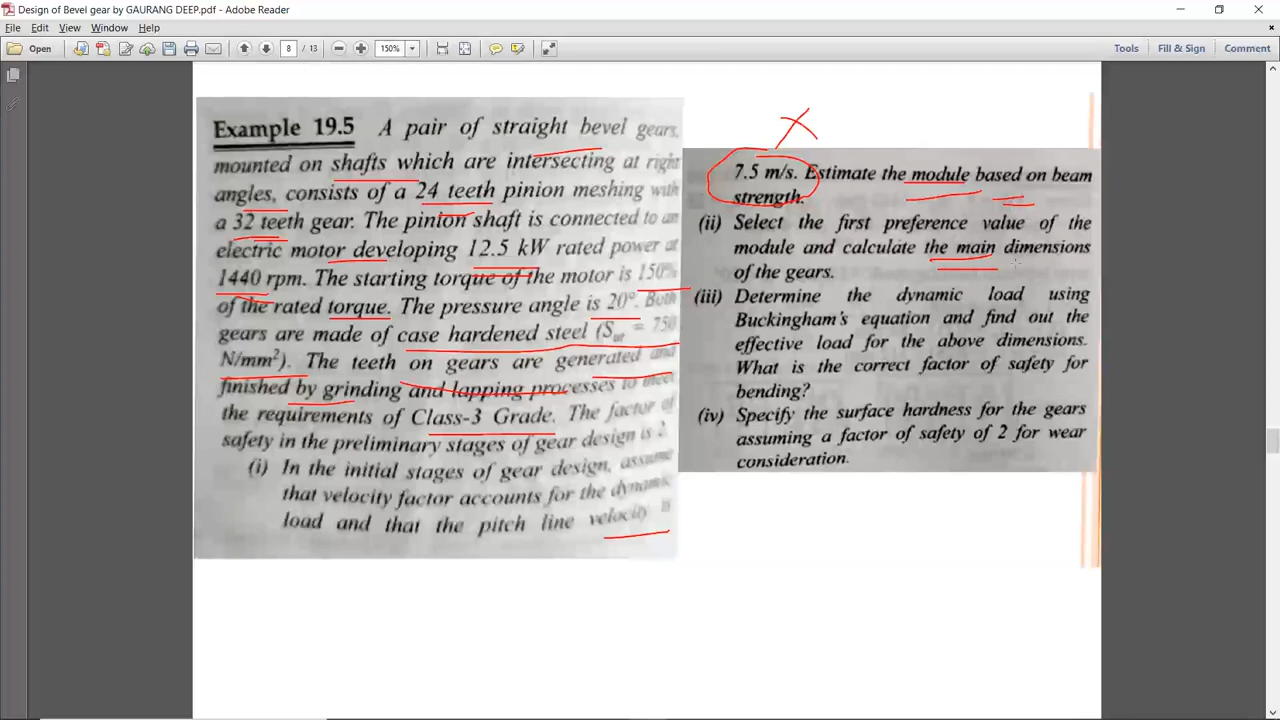 Design of Bevel gear by GAURANG DEEP.pdf - Adobe Reader
File Edit View Window Help
Open 8 / 13 150% Tools Fill & Sign Comment
Example 19.5 A pair of straight bevel gears,
mounted on shafts which are intersecting at right
angles, consists of a 24 teeth pinion meshing with
a 32 teeth gear. The pinion shaft is connected to an
electric motor developing 12.5 kW rated power at
1440 rpm. The starting torque of the motor is 150%
of the rated torque. The pressure angle is 20°. Both
gears are made of case hardened steel (Sut = 750
N/mm²). The teeth on gears are generated and
finished by grinding and lapping processes to meet
the requirements of Class-3 Grade. The factor of
safety in the preliminary stages of gear design is 2.
(i) In the initial stages of gear design, assume
that velocity factor accounts for the dynamic
load and that the pitch line velocity is
7.5 m/s. Estimate the module based on beam
strength.
(ii) Select the first preference value of the
module and calculate the main dimensions
of the gears.
(iii) Determine the dynamic load using
Buckingham's equation and find out the
effective load for the above dimensions.
What is the correct factor of safety for
bending?
(iv) Specify the surface hardness for the gears
assuming a factor of safety of 2 for wear
consideration.